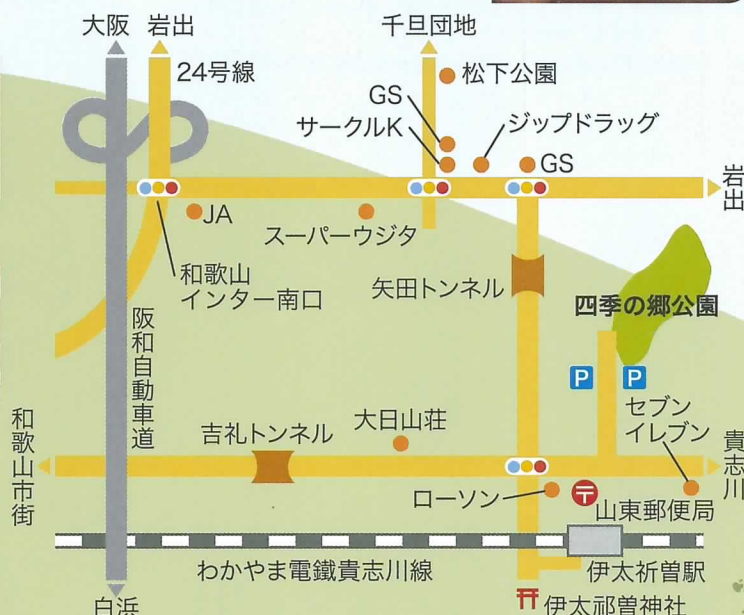 大阪
岩出
千旦団地
24号線
松下公園
GS
サークルK
ジップドラッグ
GS
岩出
JA
スーパーウジタ
和歌山
インター南口
矢田トンネル
四季の郷公園
阪和自動車道
P
P
セブン
イレブン
和歌山市街
吉礼トンネル
大日山荘
貴志川
ローソン
〒
山東郵便局
わかやま電鐵貴志川線
伊太祈曽駅
白浜
伊太祁曽神社